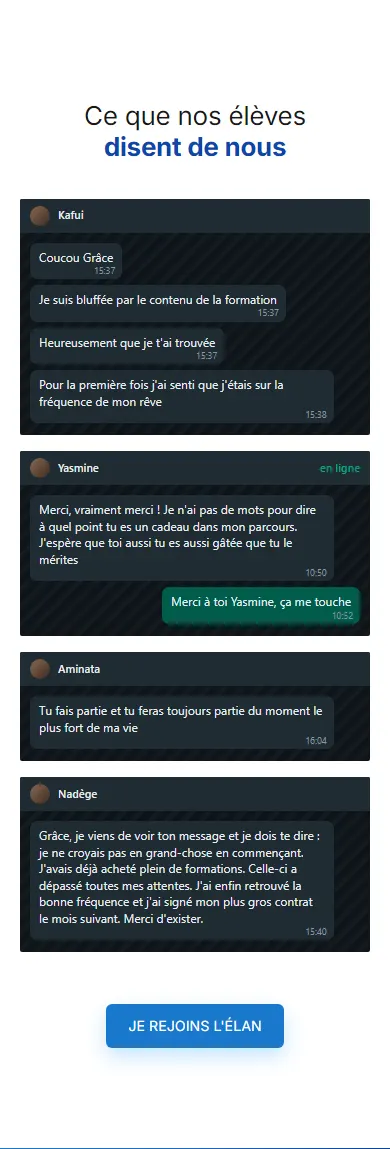 Ce que nos élèves
disent de nous
Kafui
Coucou Grâce
15:37
Je suis bluffée par le contenu de la formation
15:37
Heureusement que je t'ai trouvée
15:37
Pour la première fois j'ai senti que j'étais sur la
fréquence de mon rêve
15:38
Yasmine
en ligne
Merci, vraiment merci ! Je n'ai pas de mots pour dire
à quel point tu es un cadeau dans mon parcours.
J'espère que toi aussi tu es aussi gâtée que tu le
mérites
10:50
Merci à toi Yasmine, ça me touche
10:52
Aminata
Tu fais partie et tu feras toujours partie du moment le
plus fort de ma vie
16:04
Nadège
Grâce, je viens de voir ton message et je dois te dire :
je ne croyais pas en grand-chose en commençant.
J'avais déjà acheté plein de formations. Celle-ci a
dépassé toutes mes attentes. J'ai enfin retrouvé la
bonne fréquence et j'ai signé mon plus gros contrat
le mois suivant. Merci d'exister.
15:40
JE REJOINS L'ÉLAN